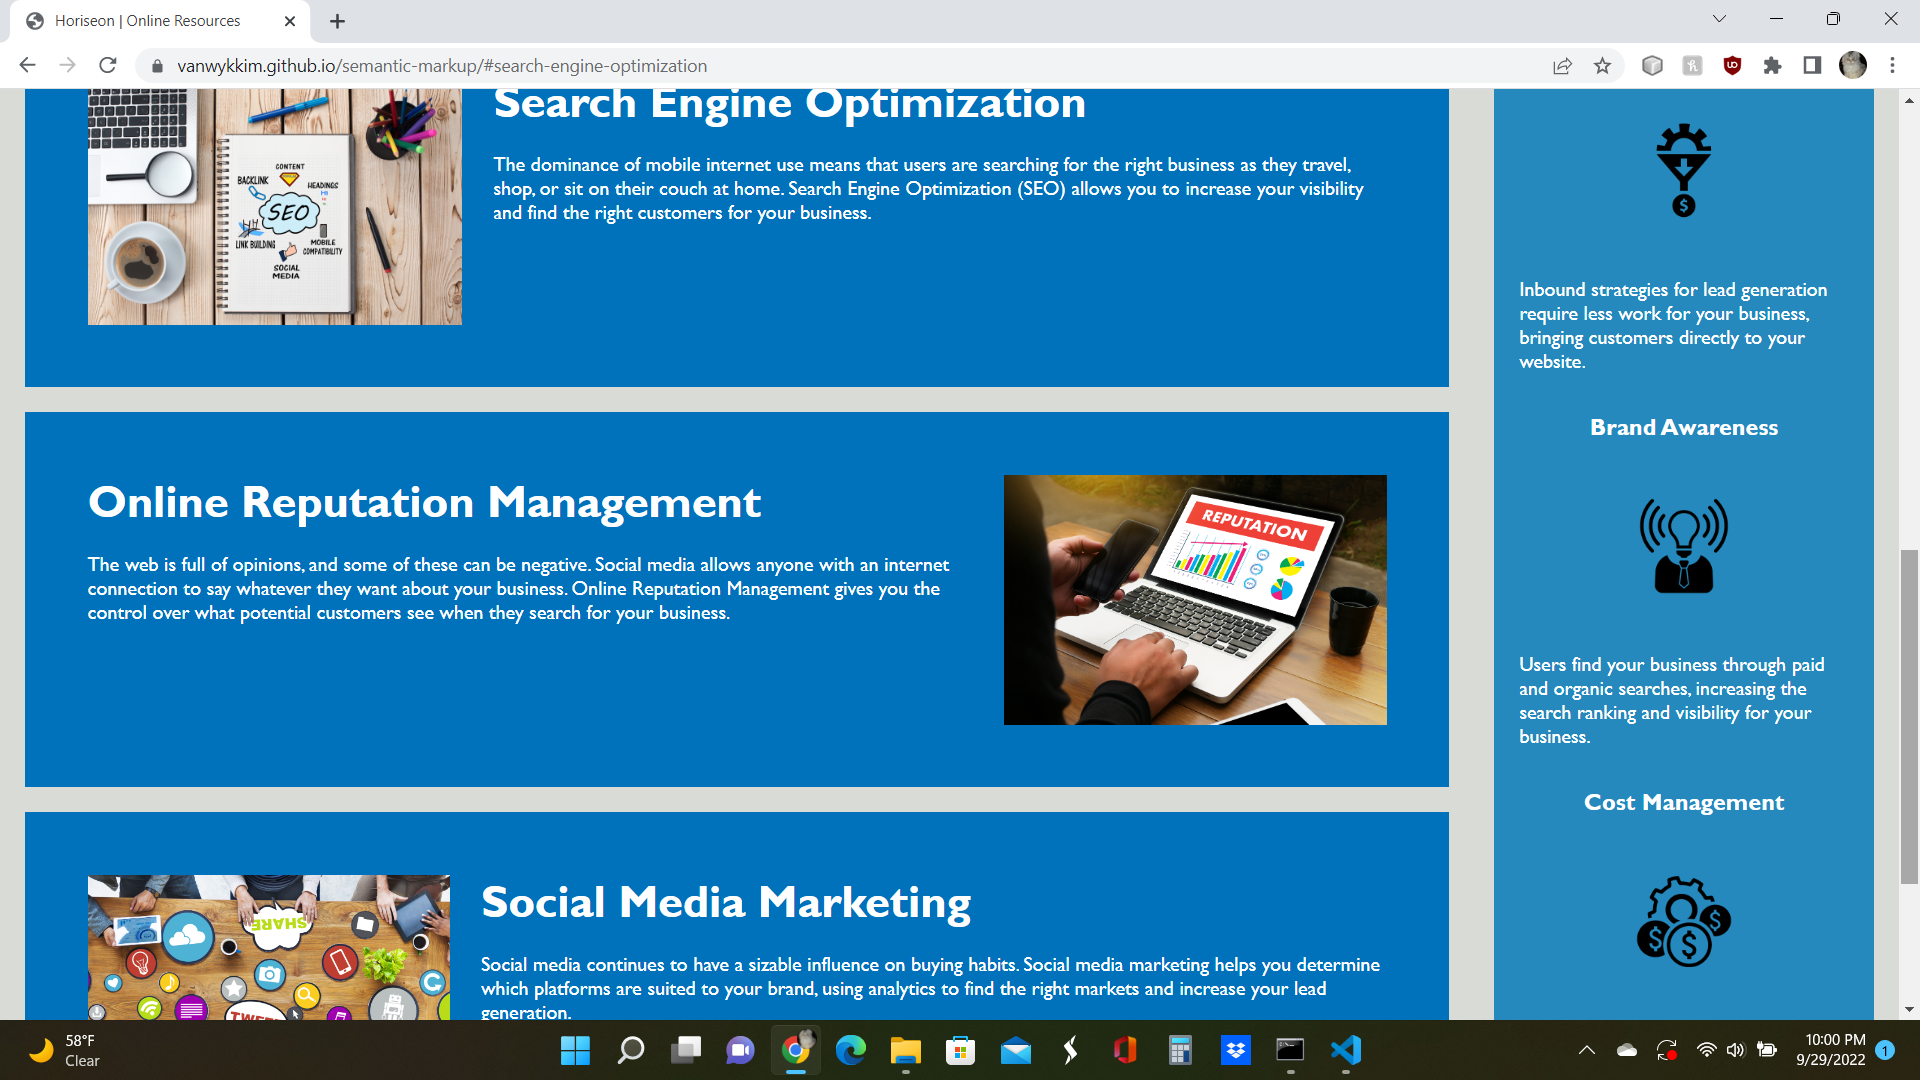 Horiseon | Online Resources
vanwykkim.github.io/semantic-markup/#search-engine-optimization
Search Engine Optimization
The dominance of mobile internet use means that users are searching for the right business as they travel,
shop, or sit on their couch at home. Search Engine Optimization (SEO) allows you to increase your visibility
and find the right customers for your business.
CONTENT
BACKLINK
HEADINGS
SEO
LINK BUILDING
MOBILE
COMPATIBILITY
SOCIAL
MEDIA
Online Reputation Management
The web is full of opinions, and some of these can be negative. Social media allows anyone with an internet
connection to say whatever they want about your business. Online Reputation Management gives you the
control over what potential customers see when they search for your business.
REPUTATION
Social Media Marketing
Social media continues to have a sizable influence on buying habits. Social media marketing helps you determine
which platforms are suited to your brand, using analytics to find the right markets and increase your lead
generation.
SHARE
Inbound strategies for lead generation
require less work for your business,
bringing customers directly to your
website.
Brand Awareness
Users find your business through paid
and organic searches, increasing the
search ranking and visibility for your
business.
Cost Management
58°F
Clear
10:00 PM
9/29/2022
1